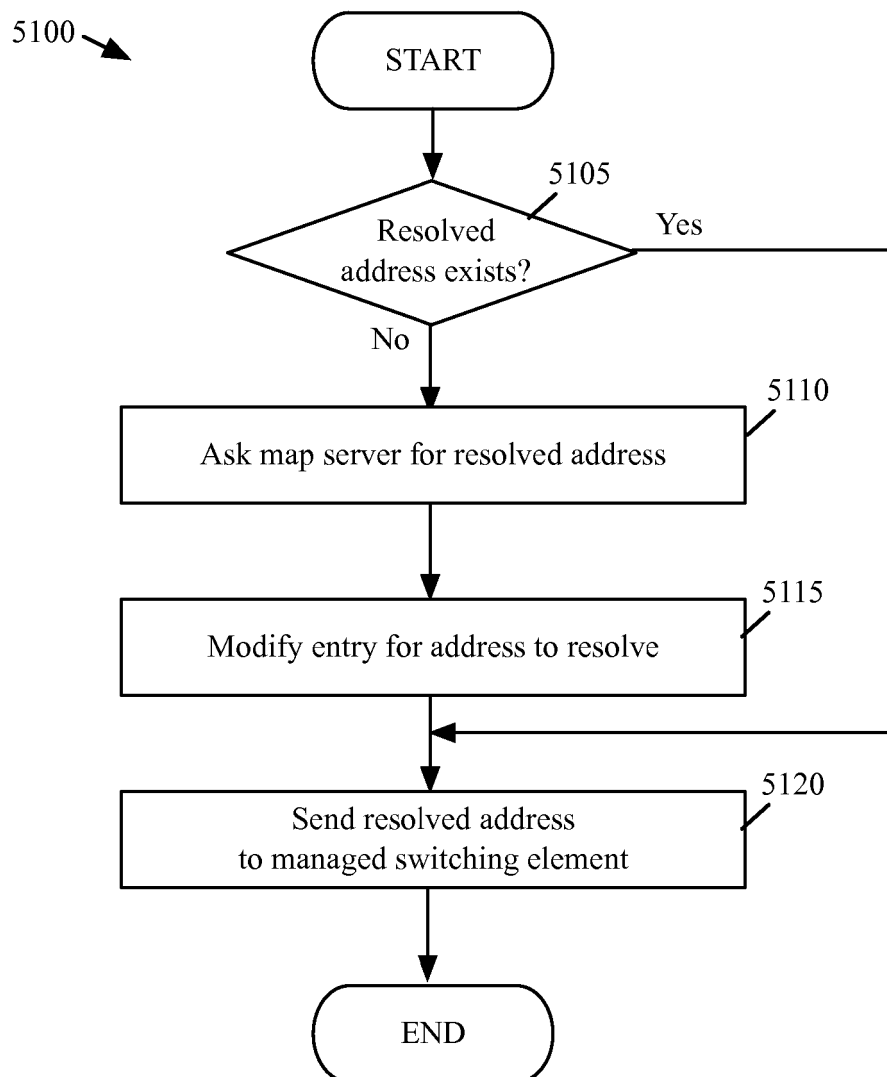 5100
START
5105
Resolved
address exists?
Yes
No
5110
Ask map server for resolved address
5115
Modify entry for address to resolve
5120
Send resolved address
to managed switching element
END